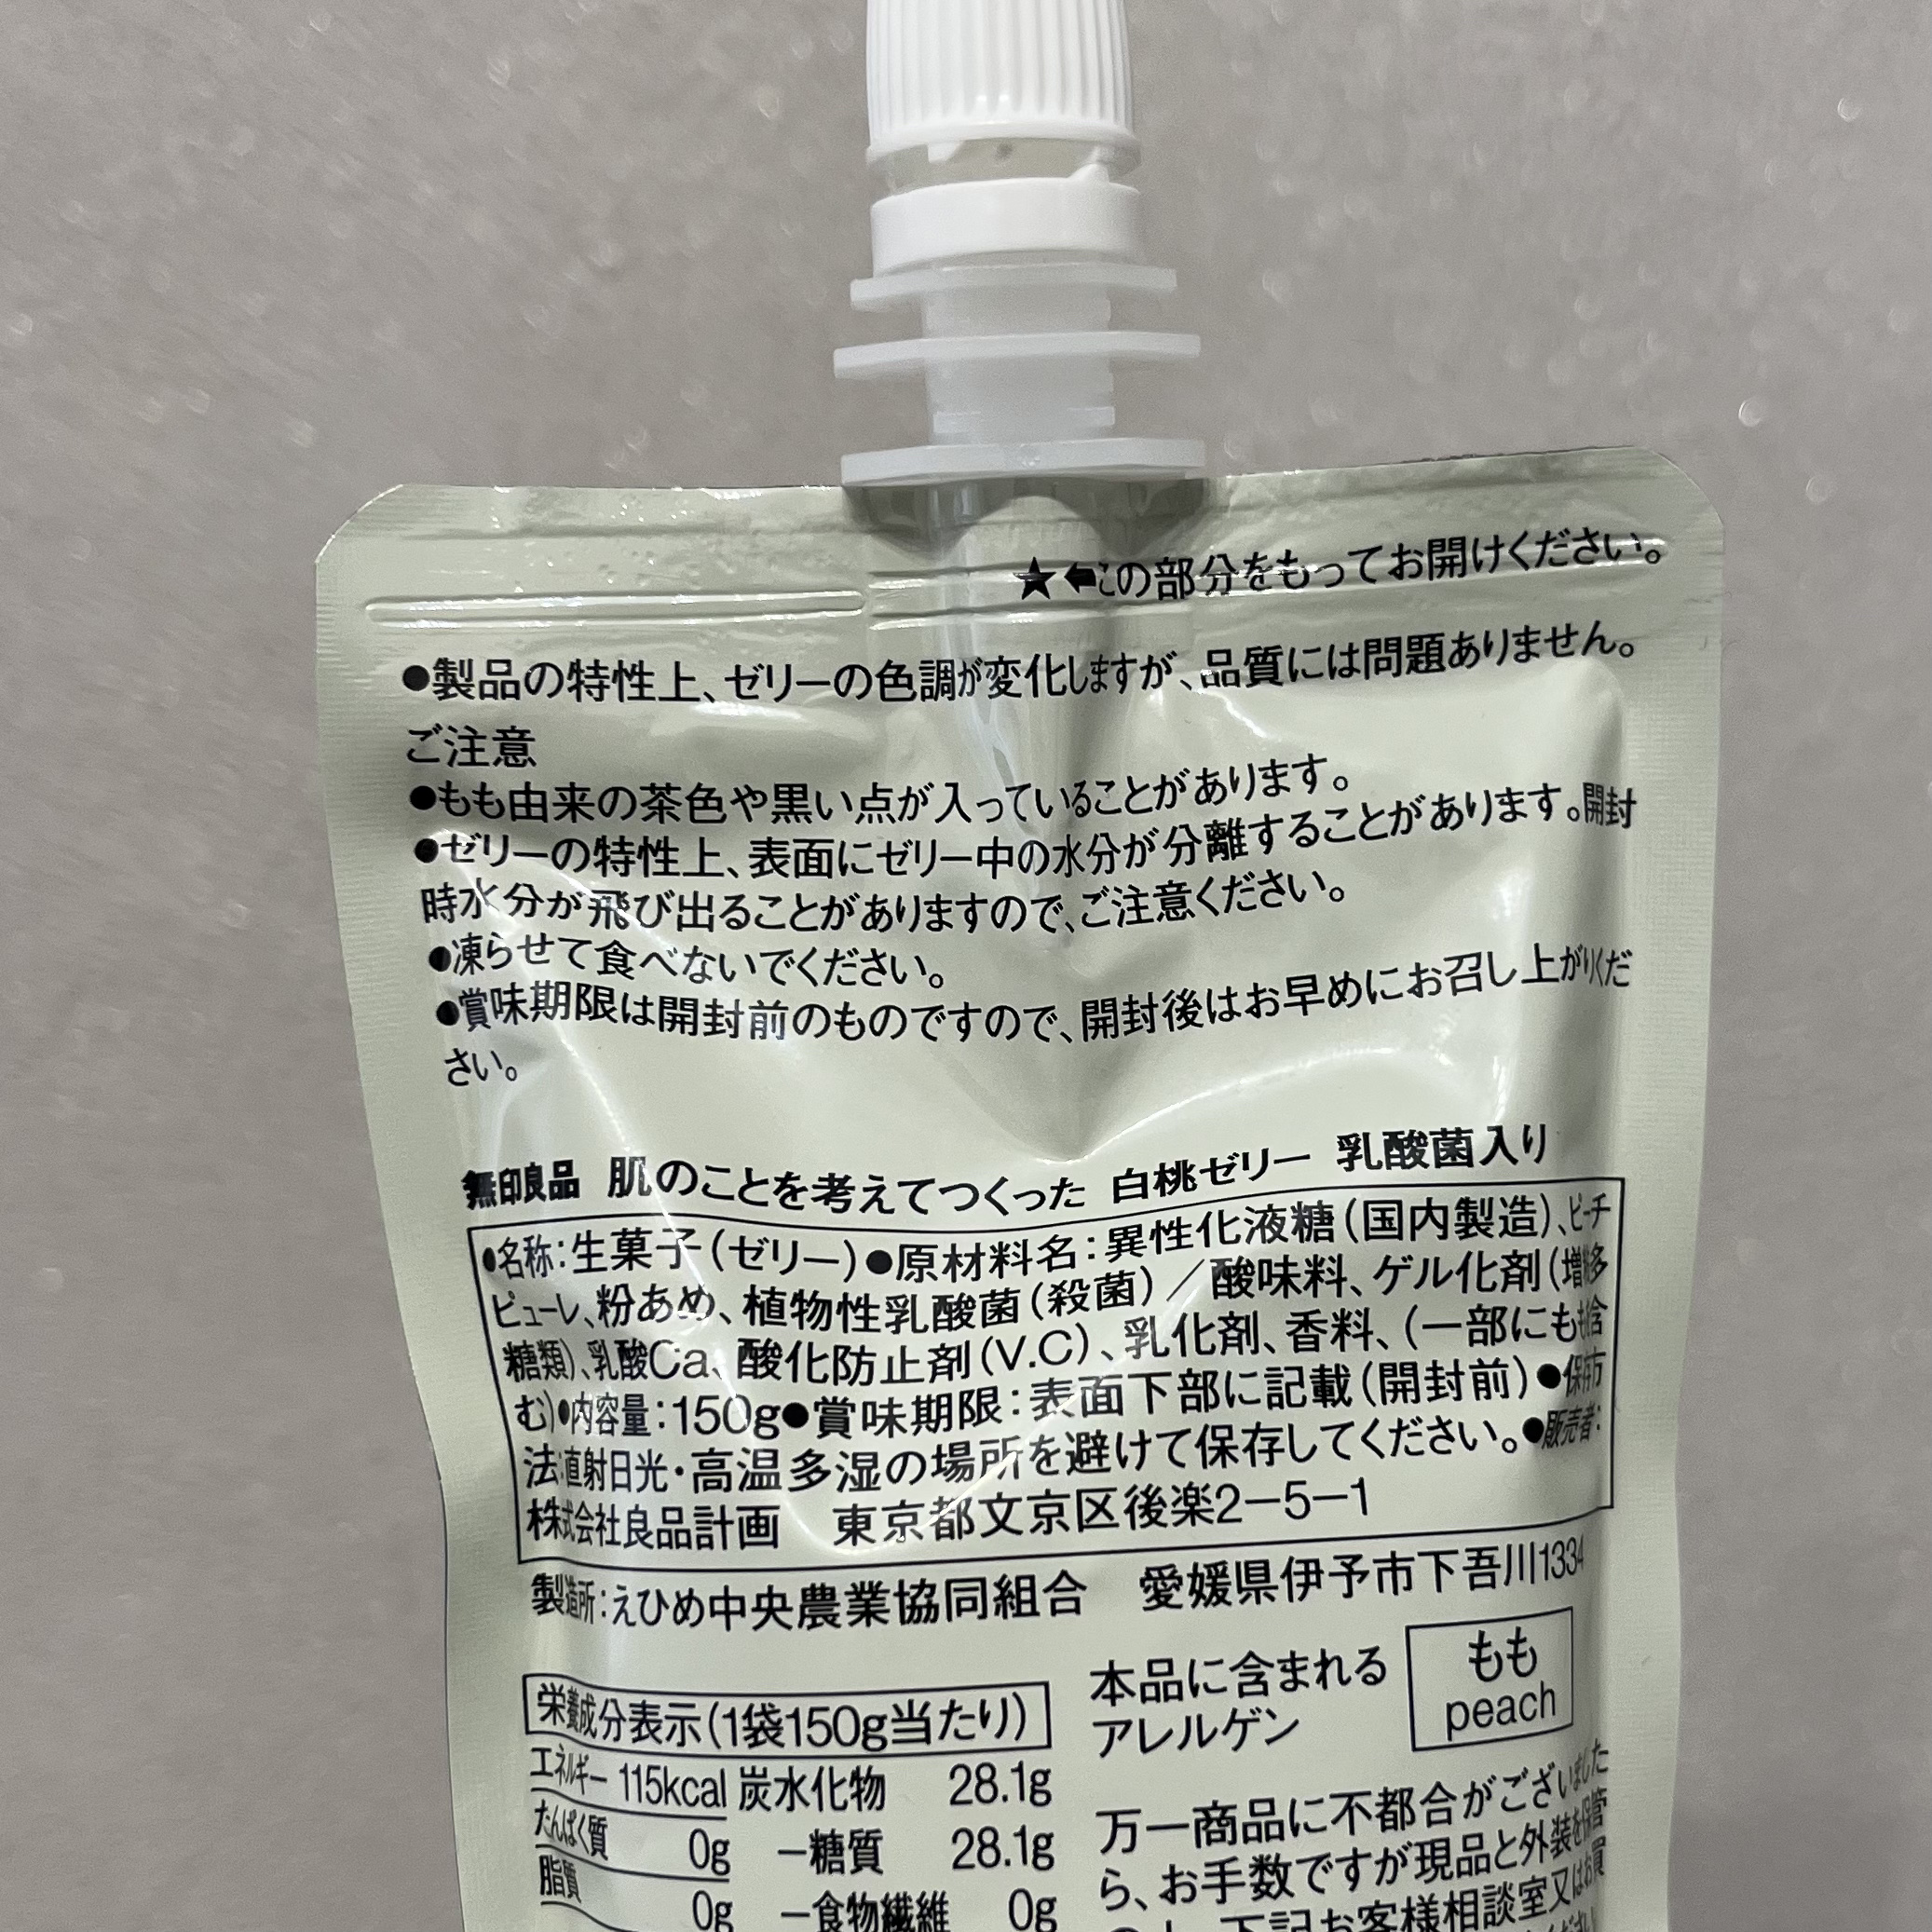 ★←この部分をもってお開けください。
●製品の特性上、ゼリーの色調が変化しますが、品質には問題ありません。
ご注意
●もも由来の茶色や黒い点が入っていることがあります。
●ゼリーの特性上、表面にゼリー中の水分が分離することがあります。開封
時水分が飛び出ることがありますので、ご注意ください。
●凍らせて食べないでください。
●賞味期限は開封前のものですので、開封後はお早めにお召し上がりくだ
さい。
無印良品 肌のことを考えてつくった 白桃ゼリー 乳酸菌入り
●名称：生菓子（ゼリー）●原材料名：異性化液糖（国内製造）、ピーチ
ピューレ、粉あめ、植物性乳酸菌（殺菌）／酸味料、ゲル化剤（増粘多
糖類）、乳酸Ca、酸化防止剤（V.C）、乳化剤、香料、（一部にもも含
む）●内容量：150g●賞味期限：表面下部に記載（開封前）●保存方
法：直射日光・高温多湿の場所を避けて保存してください。●販売者：
株式会社良品計画 東京都文京区後楽2－5－1
製造所：えひめ中央農業協同組合 愛媛県伊予市下吾川1334
栄養成分表示（1袋150g当たり）
エネルギー 115kcal 炭水化物 28.1g
たんぱく質 0g －糖質 28.1g
脂質 0g －食物繊維 0g
本品に含まれる
アレルゲン
もも
peach
万一商品に不都合がございました
ら、お手数ですが現品と外装を保管
下記お客様相談室又はお買